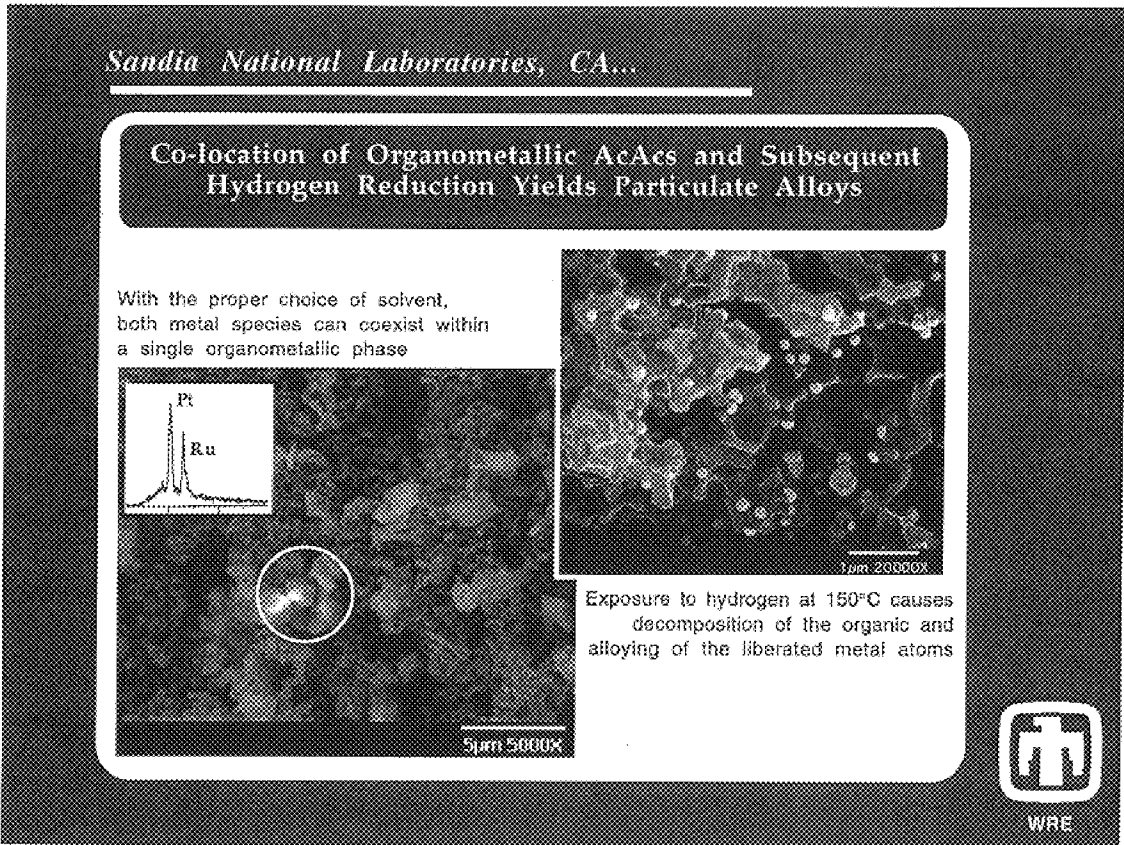 Sandia National Laboratories, CA...
Co-location of Organometallic AcAcs and Subsequent
Hydrogen Reduction Yields Particulate Alloys
With the proper choice of solvent,
both metal species can coexist within
a single organometallic phase
Pt
Ru
5µm 5000X
1µm 20000X
Exposure to hydrogen at 150°C causes
decomposition of the organic and
alloying of the liberated metal atoms
WRE